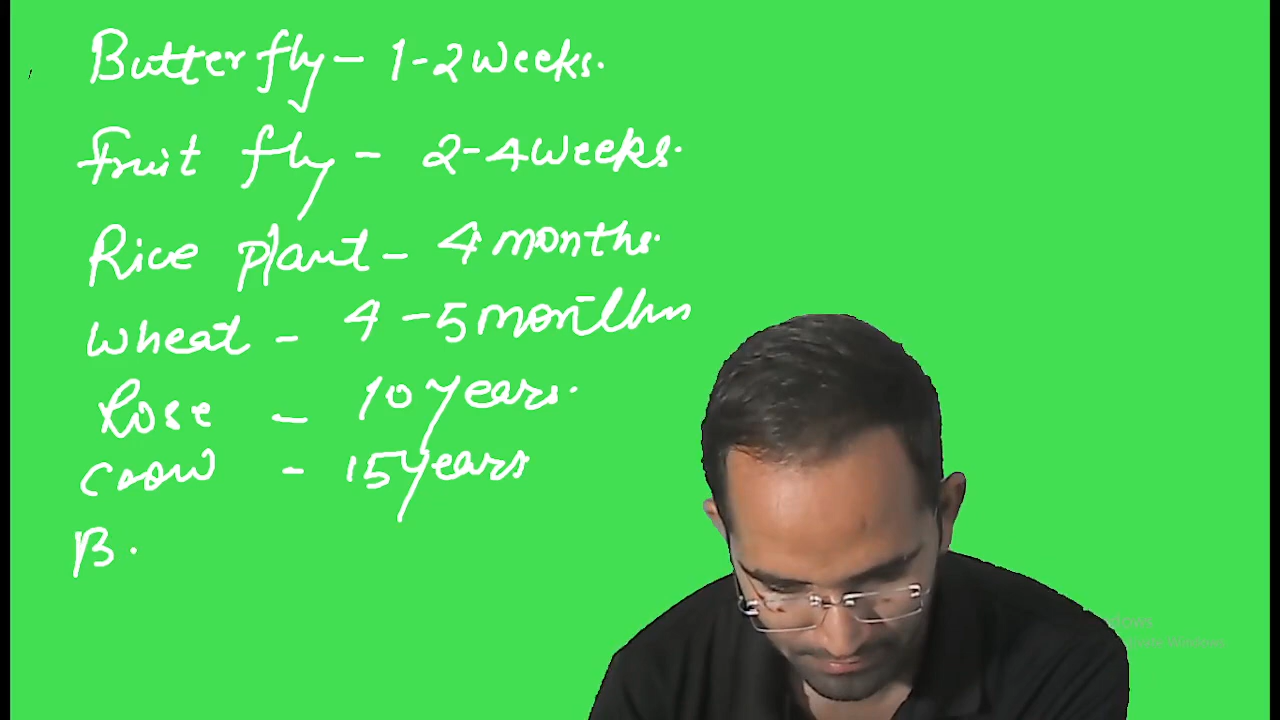 Butterfly - 1-2 weeks.
Fruit fly - 2-4 weeks.
Rice plant - 4 months.
Wheat - 4-5 months
Rose - 10 years.
Crow - 15 years
B.